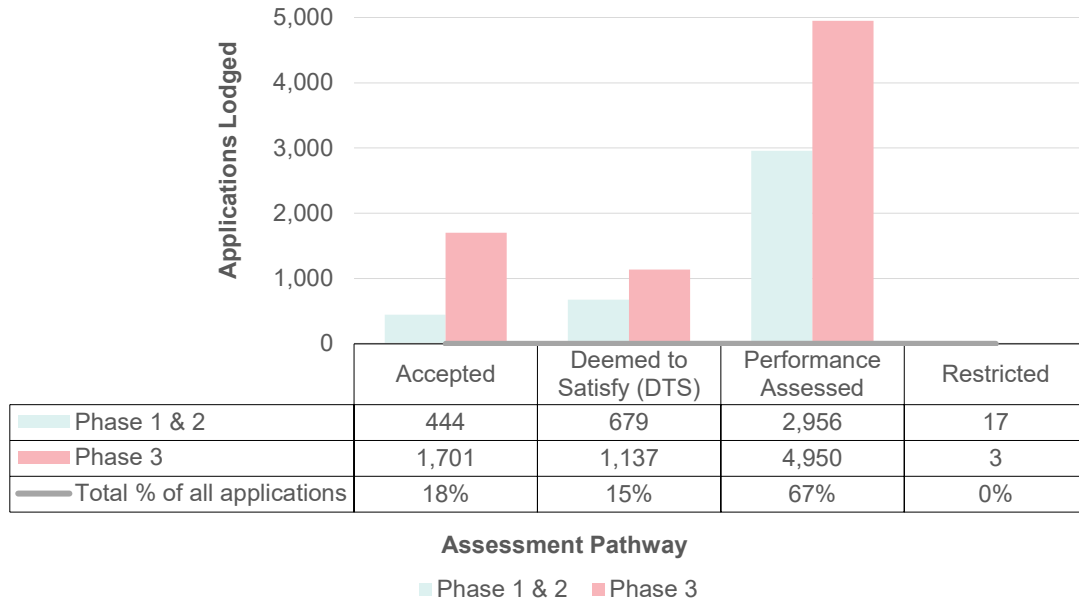 5,000
4,000
3,000
2,000
1,000
0
Applications Lodged
Accepted
Deemed to
Satisfy (DTS)
Performance
Assessed
Restricted
Phase 1 & 2 444 679 2,956 17
Phase 3 1,701 1,137 4,950 3
Total % of all applications 18% 15% 67% 0%
Assessment Pathway
Phase 1 & 2 Phase 3